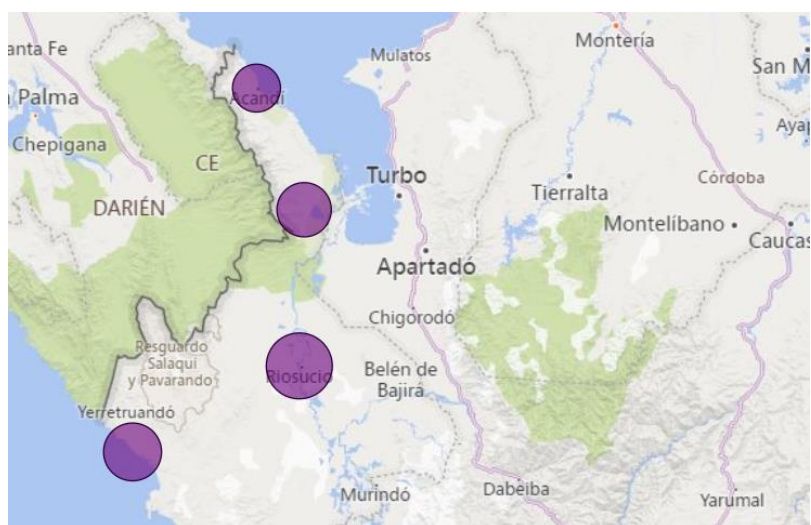 anta Fe
Mulatos
Montería
San M
Palma
Acandí
Chepigana
CE
Ayap
Turbo
Tierralta
Córdoba
DARIÉN
Montelíbano
Caucas
Apartadó
Chigorodó
Resguardo
Salaquí
y Pavarando
Riosucio
Belén de
Bajirá
Yerretruandó
Murindó
Dabeiba
Yarumal